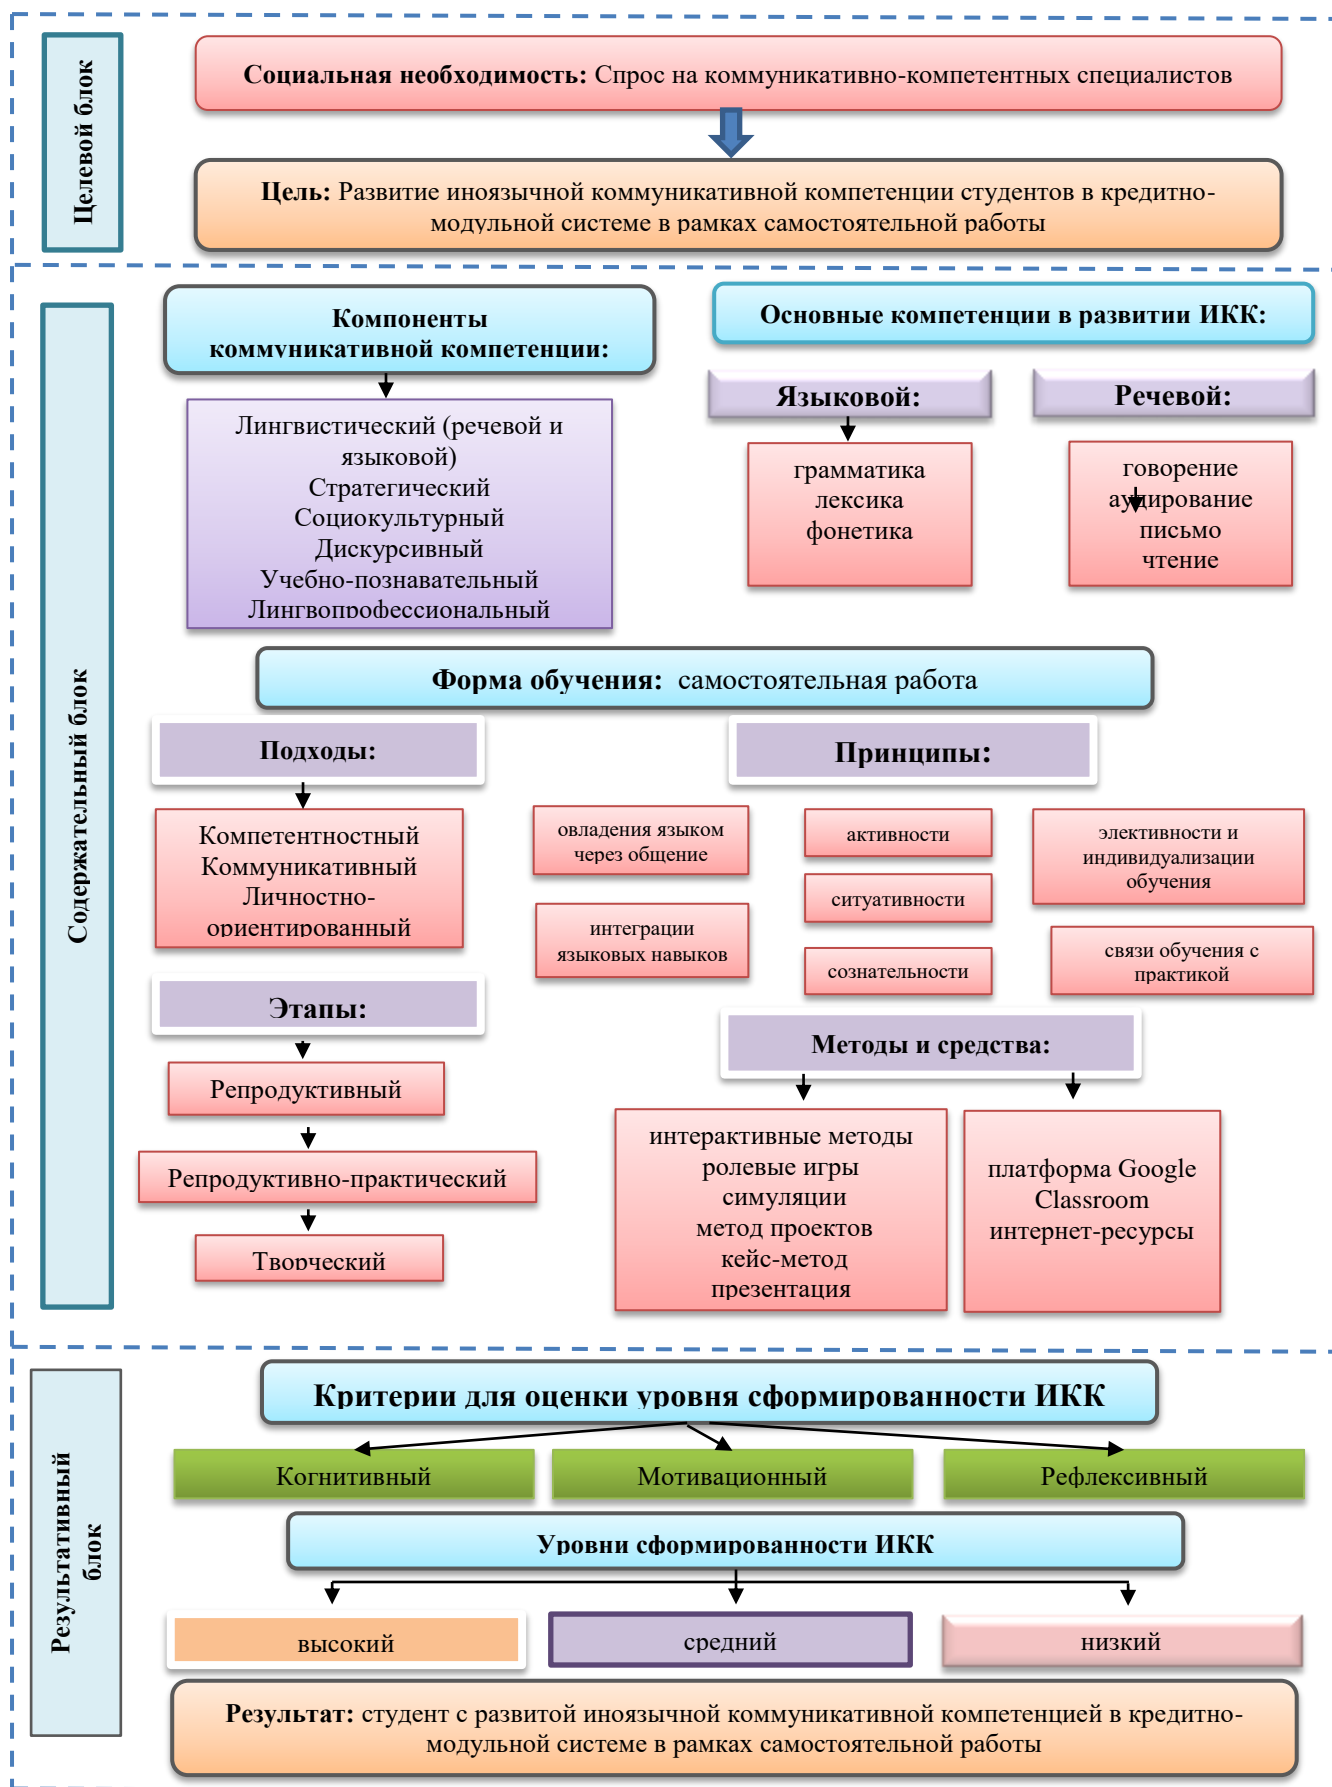 Целевой блок
Социальная необходимость: Спрос на коммуникативно-компетентных специалистов
Цель: Развитие иноязычной коммуникативной компетенции студентов в кредитно-
модульной системе в рамках самостоятельной работы
Содержательный блок
Компоненты
коммуникативной компетенции:
Лингвистический (речевой и
языковой)
Стратегический
Социокультурный
Дискурсивный
Учебно-познавательный
Лингвопрофессиональный
Основные компетенции в развитии ИКК:
Языковой:
грамматика
лексика
фонетика
Речевой:
говорение
аудирование
письмо
чтение
Форма обучения: самостоятельная работа
Подходы:
Компетентностный
Коммуникативный
Личностно-
ориентированный
Принципы:
овладения языком
через общение
интеграции
языковых навыков
активности
ситуативности
сознательности
элективности и
индивидуализации
обучения
связи обучения с
практикой
Этапы:
Репродуктивный
Репродуктивно-практический
Творческий
Методы и средства:
интерактивные методы
ролевые игры
симуляции
метод проектов
кейс-метод
презентация
платформа Google
Classroom
интернет-ресурсы
Результативный
блок
Критерии для оценки уровня сформированности ИКК
Когнитивный
Мотивационный
Рефлексивный
Уровни сформированности ИКК
высокий
средний
низкий
Результат: студент с развитой иноязычной коммуникативной компетенцией в кредитно-
модульной системе в рамках самостоятельной работы